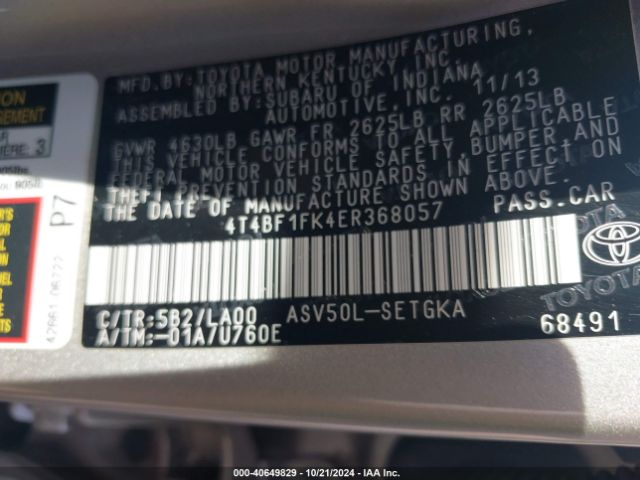 MFD.BY:TOYOTA MOTOR MANUFACTURING,
NORTHERN KENTUCKY INC.
ASSEMBLED BY:SUBARU OF INDIANA
AUTOMOTIVE, INC. 11/13
GVWR 4630LB GAWR FR 2625LB RR 2625LB
THIS VEHICLE CONFORMS TO ALL APPLICABLE
FEDERAL MOTOR VEHICLE SAFETY BUMPER AND
THEFT PREVENTION STANDARDS IN EFFECT ON
THE DATE OF MANUFACTURE SHOWN ABOVE.
4T4BF1FK4ER368057 PASS.CAR
C/TR:5B2/LA00 ASV50L-SETGKA
A/TM:-01A/U760E 68491
TOYOTA
3
P7
000-40649829 - 10/21/2024 - IAA Inc.